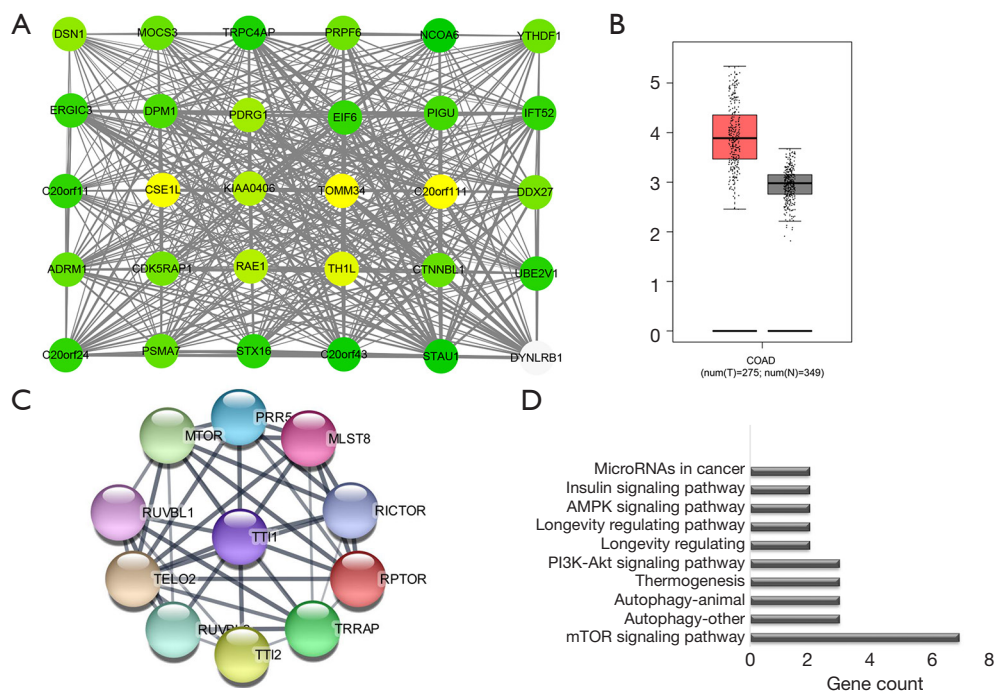 A
DSN1 MOCS3 TRPC4AP PRPF6 NCOA6 YTHDF1
ERGIC3 DPM1 PDRG1 EIF6 PIGU IFT52
C20orf11 CSE1L KIAA0406 TOMM34 C20orf111 DDX27
ADRM1 CDK5RAP1 RAE1 TH1L CTNNBL1 UBE2V1
C20orf24 PSMA7 STX16 C20orf43 STAU1 DYNLRB1
B
5
4
3
2
1
0
COAD
(num(T)=275; num(N)=349)
C
PRR5
MTOR MLST8
RUVBL1 RICTOR
TTI1
TELO2 RPTOR
TRRAP
TTI2
D
MicroRNAs in cancer
Insulin signaling pathway
AMPK signaling pathway
Longevity regulating pathway
Longevity regulating
PI3K-Akt signaling pathway
Thermogenesis
Autophagy-animal
Autophagy-other
mTOR signaling pathway
0 2 4 6 8
Gene count